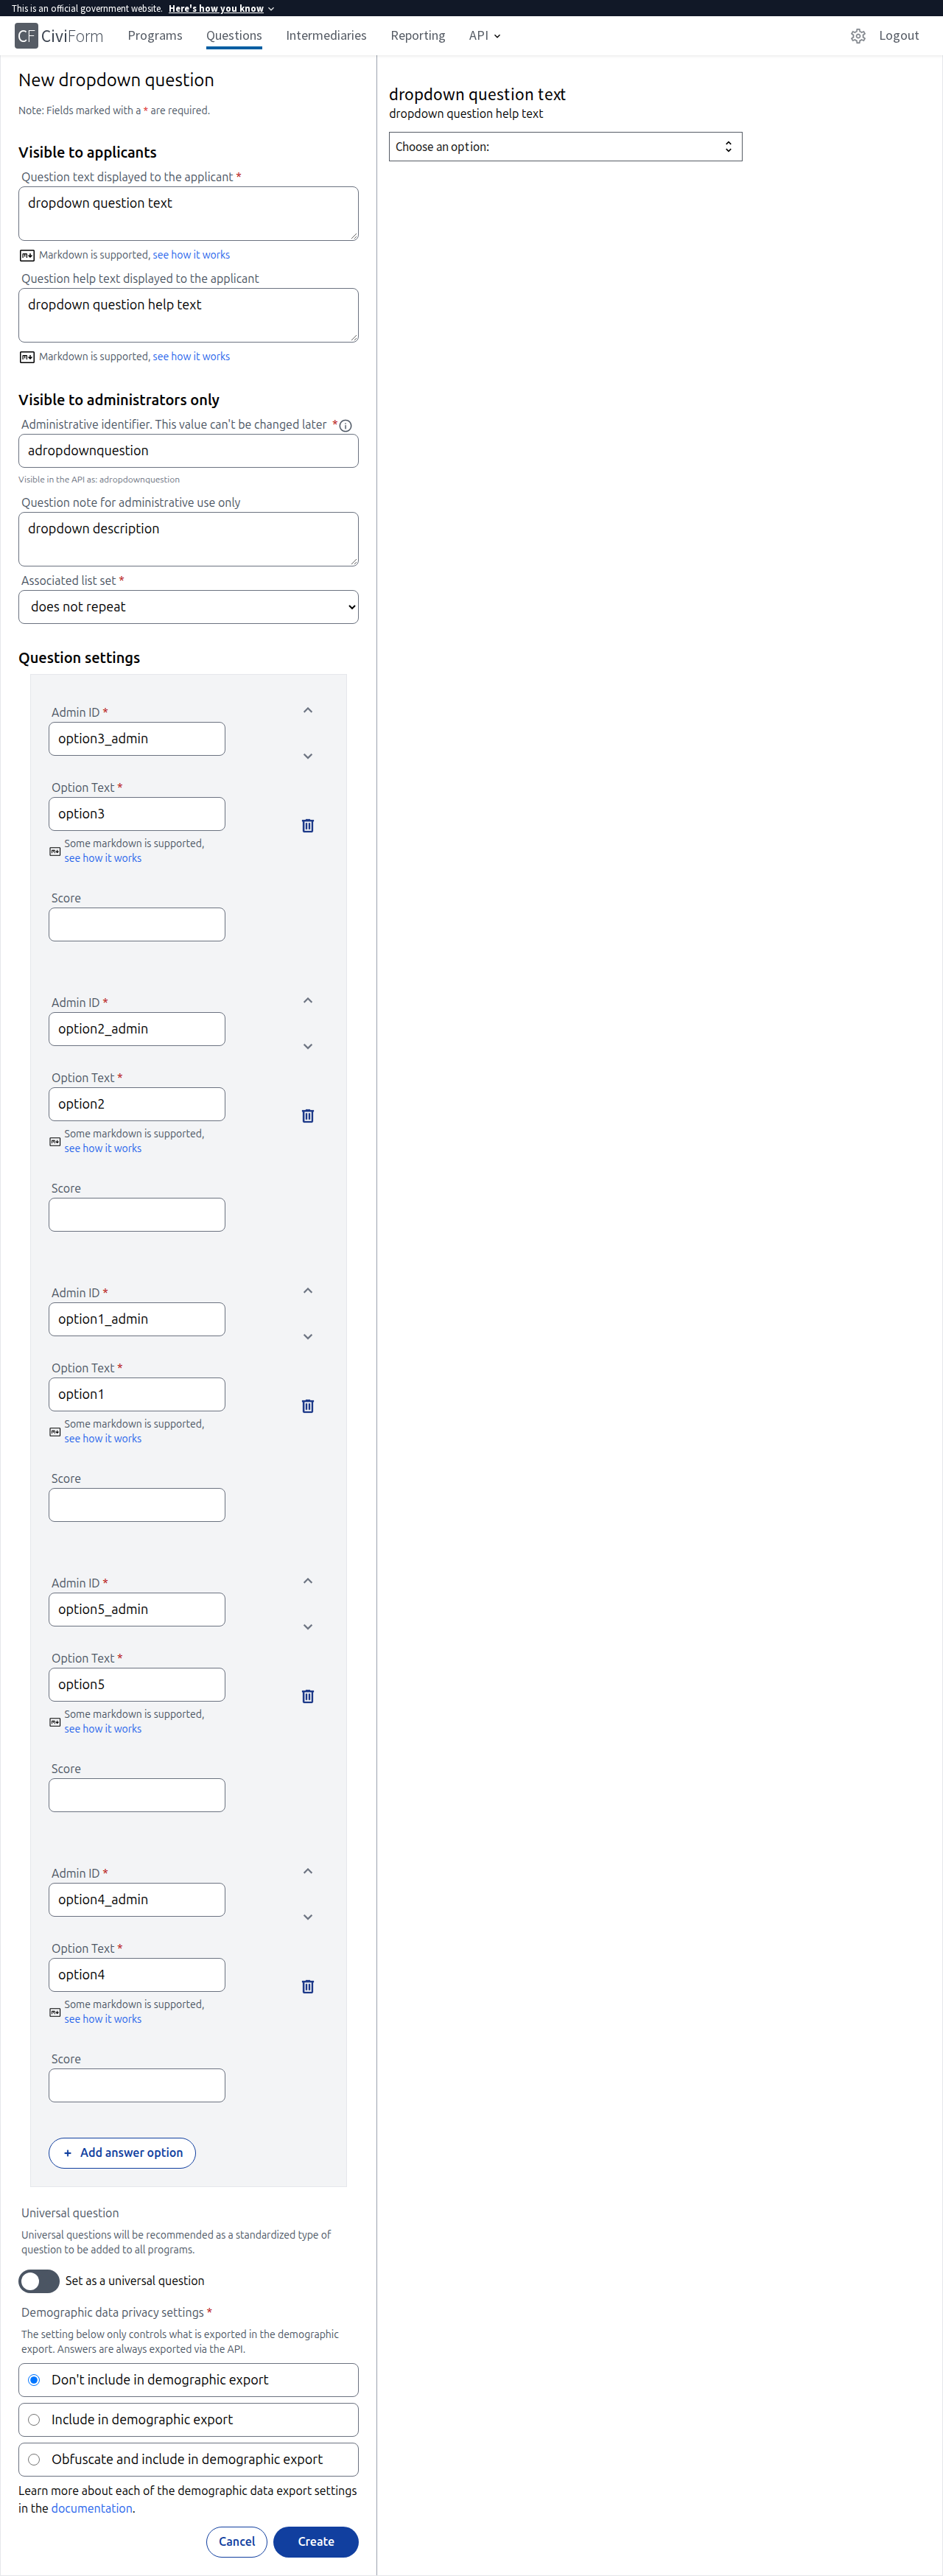 This is an official government website. Here's how you know
CF CiviForm Programs Questions Intermediaries Reporting API Logout
New dropdown question
Note: Fields marked with a * are required.
Visible to applicants
Question text displayed to the applicant *
dropdown question text
Markdown is supported, see how it works
Question help text displayed to the applicant
dropdown question help text
Markdown is supported, see how it works
Visible to administrators only
Administrative identifier. This value can't be changed later *
adropdownquestion
Visible in the API as: adropdownquestion
Question note for administrative use only
dropdown description
Associated list set *
does not repeat
Question settings
Admin ID *
option3_admin
Option Text *
option3
Some markdown is supported,
see how it works
Score
Admin ID *
option2_admin
Option Text *
option2
Some markdown is supported,
see how it works
Score
Admin ID *
option1_admin
Option Text *
option1
Some markdown is supported,
see how it works
Score
Admin ID *
option5_admin
Option Text *
option5
Some markdown is supported,
see how it works
Score
Admin ID *
option4_admin
Option Text *
option4
Some markdown is supported,
see how it works
Score
+ Add answer option
Universal question
Universal questions will be recommended as a standardized type of
question to be added to all programs.
Set as a universal question
Demographic data privacy settings *
The setting below only controls what is exported in the demographic
export. Answers are always exported via the API.
Don't include in demographic export
Include in demographic export
Obfuscate and include in demographic export
Learn more about each of the demographic data export settings
in the documentation.
Cancel Create
dropdown question text
dropdown question help text
Choose an option: